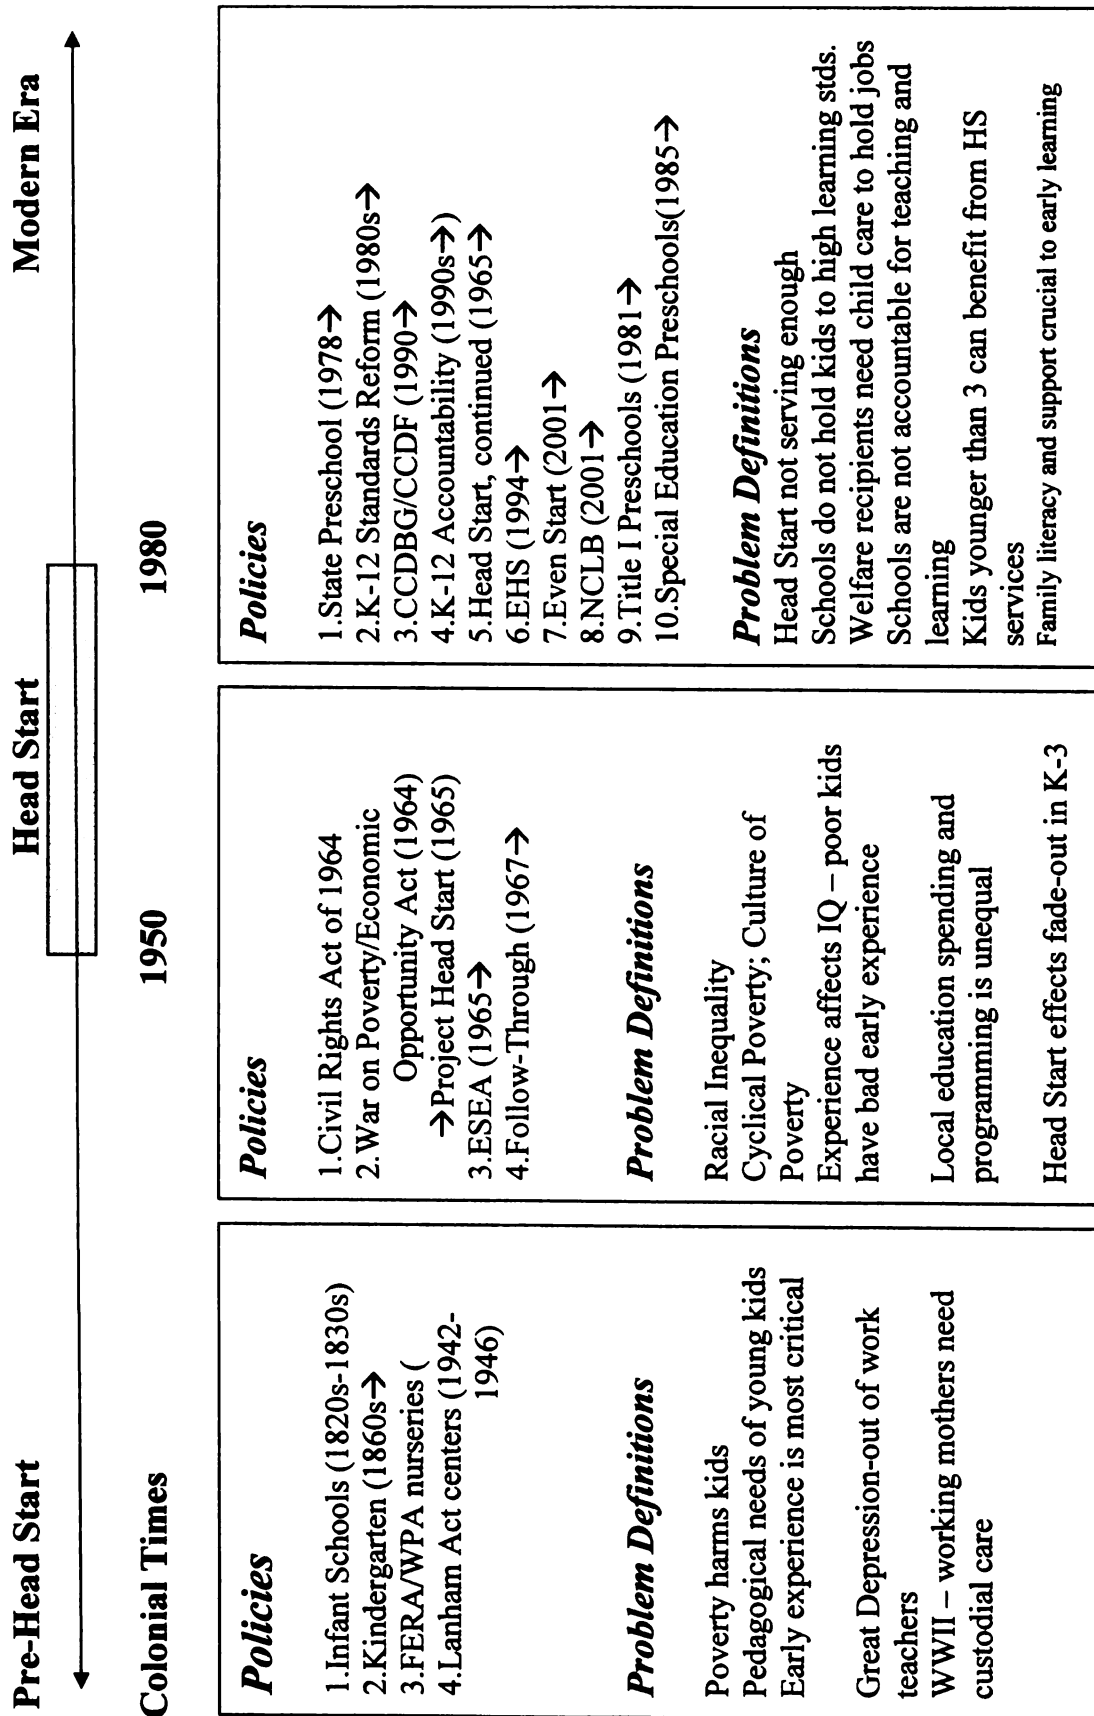 Pre-Head Start
Head Start
Modern Era
Colonial Times
1950
1980
Policies
1.Infant Schools (1820s-1830s)
2.Kindergarten (1860s→
3.FERA/WPA nurseries (
4.Lanham Act centers (1942-
1946)
Problem Definitions
Poverty harms kids
Pedagogical needs of young kids
Early experience is most critical
Great Depression-out of work
teachers
WWII – working mothers need
custodial care
Policies
1.Civil Rights Act of 1964
2.War on Poverty/Economic
Opportunity Act (1964)
→Project Head Start (1965)
3.ESEA (1965→
4.Follow-Through (1967→
Problem Definitions
Racial Inequality
Cyclical Poverty; Culture of
Poverty
Experience affects IQ – poor kids
have bad early experience
Local education spending and
programming is unequal
Head Start effects fade-out in K-3
Policies
1.State Preschool (1978→
2.K-12 Standards Reform (1980s→
3.CCDBG/CCDF (1990→
4.K-12 Accountability (1990s→)
5.Head Start, continued (1965→
6.EHS (1994→
7.Even Start (2001→
8.NCLB (2001→
9.Title I Preschools (1981→
10.Special Education Preschools(1985→
Problem Definitions
Head Start not serving enough
Schools do not hold kids to high learning stds.
Welfare recipients need child care to hold jobs
Schools are not accountable for teaching and
learning
Kids younger than 3 can benefit from HS
services
Family literacy and support crucial to early learning